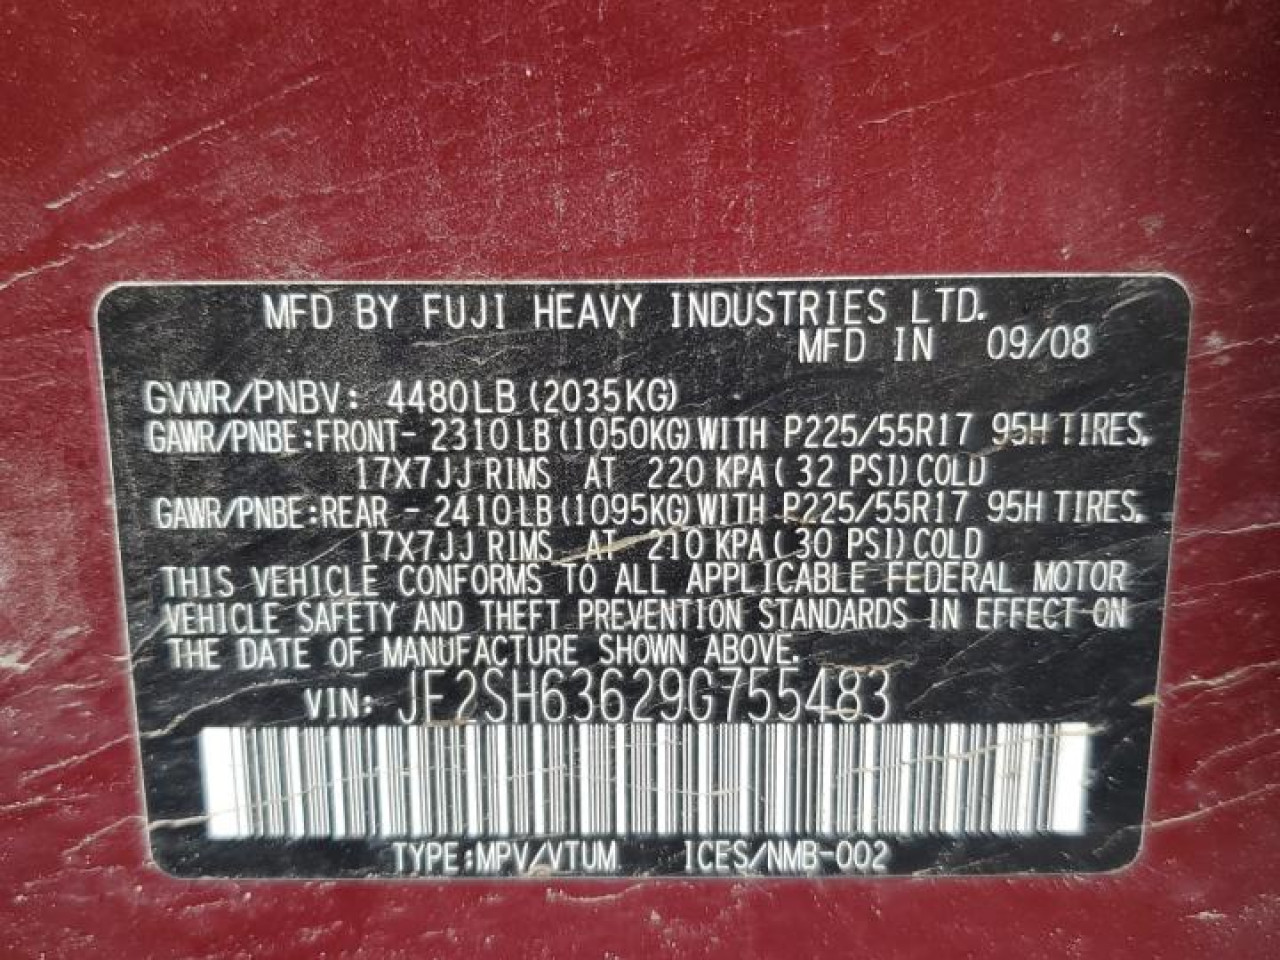 MFD BY FUJI HEAVY INDUSTRIES LTD.
MFD IN 09/08
GVWR/PNBV: 4480LB (2035KG)
GAWR/PNBE:FRONT- 2310LB(1050KG)WITH P225/55R17 95H TIRES,
17X7JJ RIMS AT 220 KPA( 32 PSI)COLD
GAWR/PNBE:REAR - 2410LB(1095KG)WITH P225/55R17 95H TIRES,
17X7JJ RIMS AT 210 KPA( 30 PSI)COLD
THIS VEHICLE CONFORMS TO ALL APPLICABLE FEDERAL MOTOR
VEHICLE SAFETY AND THEFT PREVENTION STANDARDS IN EFFECT ON
THE DATE OF MANUFACTURE SHOWN ABOVE.
VIN: JF2SH63629G755483
TYPE:MPV/VTUM ICES/NMB-002